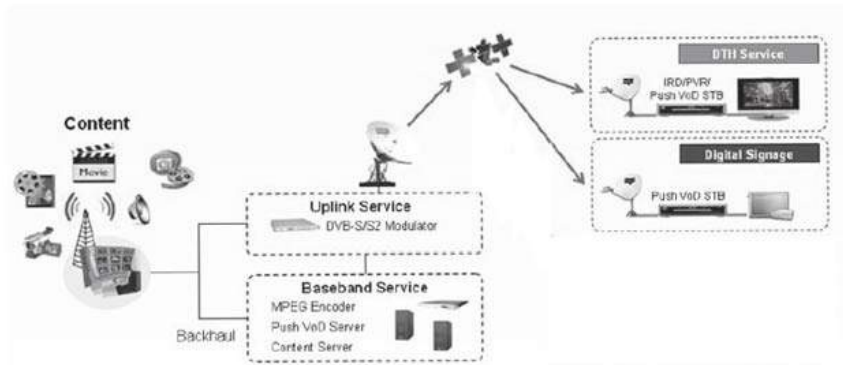 Content
Movie
Backhaul
Uplink Service
DVB-S/S2 Modulator
Baseband Service
MPEG Encoder
Push VoD Server
Content Server
DTH Service
IRD/PVR/
Push VoD STB
Digital Signage
Push VoD STB